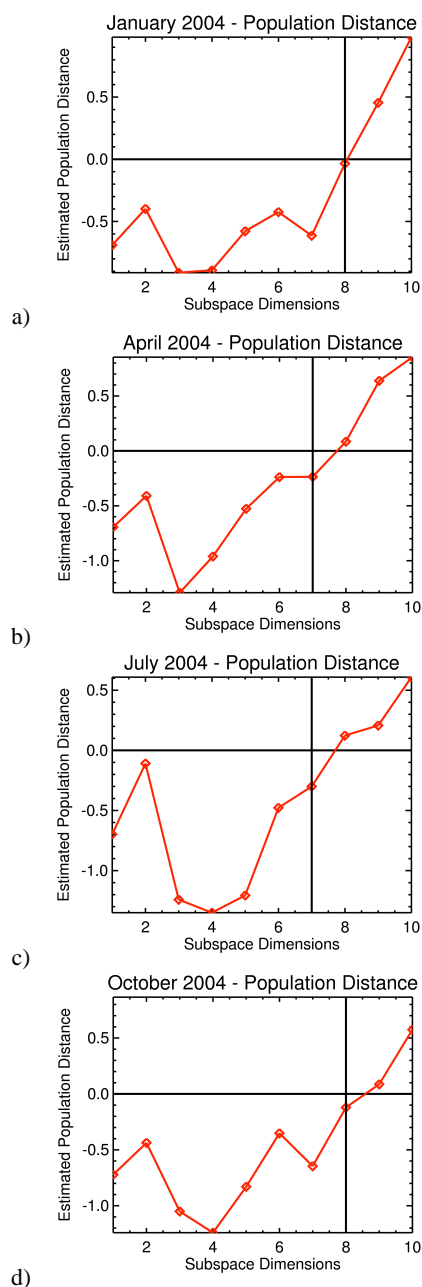 January 2004 - Population Distance
Estimated Population Distance
0.5
0.0
-0.5
2 4 6 8 10
Subspace Dimensions
a)
April 2004 - Population Distance
Estimated Population Distance
0.5
0.0
-0.5
-1.0
2 4 6 8 10
Subspace Dimensions
b)
July 2004 - Population Distance
Estimated Population Distance
0.5
0.0
-0.5
-1.0
2 4 6 8 10
Subspace Dimensions
c)
October 2004 - Population Distance
Estimated Population Distance
0.5
0.0
-0.5
-1.0
2 4 6 8 10
Subspace Dimensions
d)